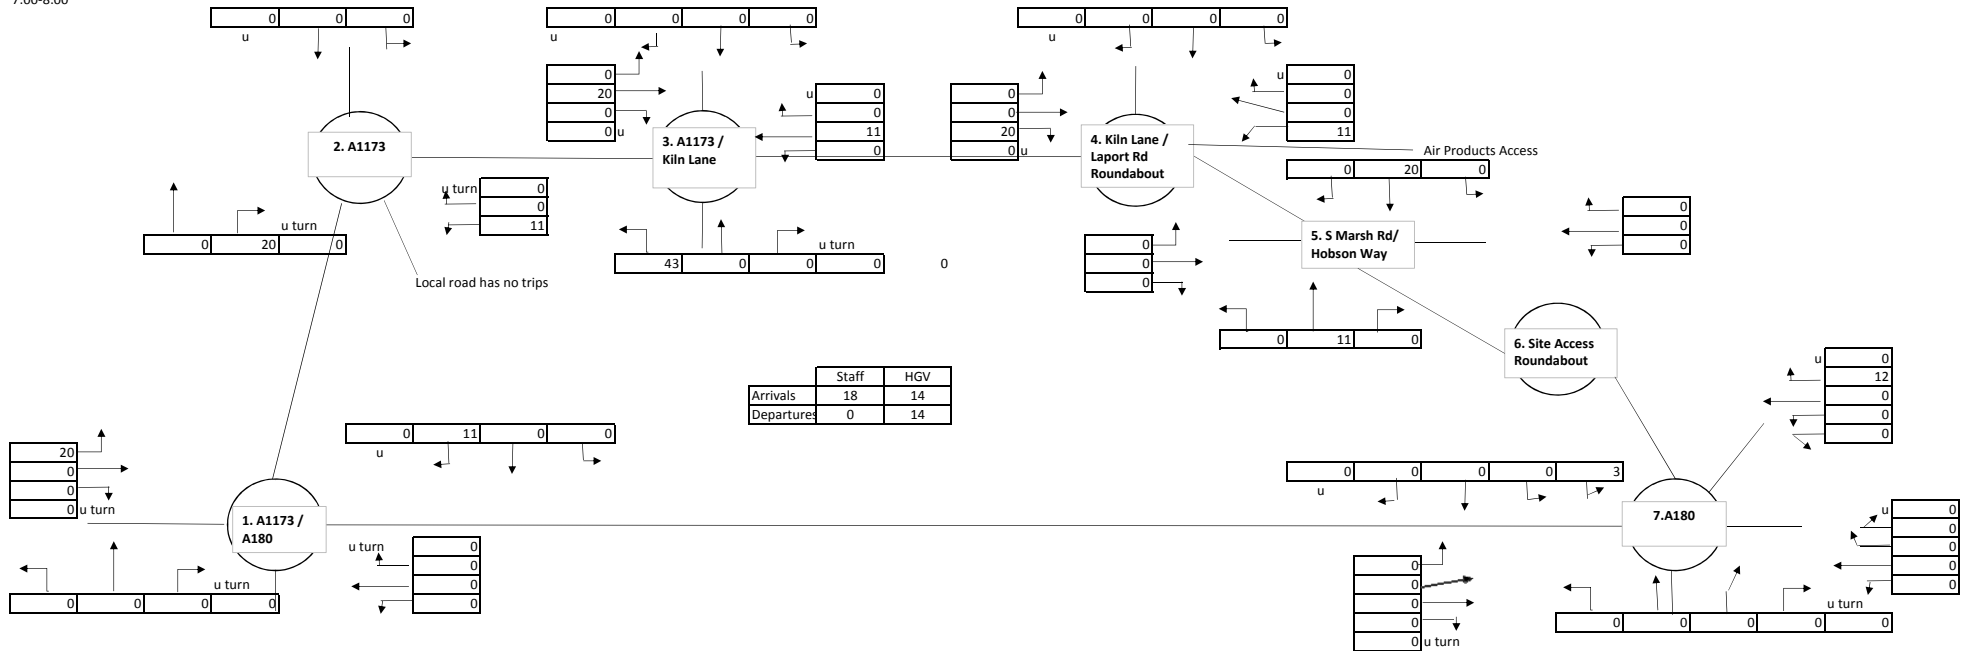 7:00-8:00
0 0 0
u
0 0 0 0
u
0 0 0 0
u
0
20
0
0 u
u 0
0
11
0
0
0
20
0 u
u 0
0
0
11
2. A1173
3. A1173 /
Kiln Lane
4. Kiln Lane /
Laport Rd
Roundabout
Air Products Access
0 20 0
u turn 0
0
11
u turn
0 20 0
Local road has no trips
u turn
43 0 0 0
0
0
0
0
5. S Marsh Rd/
Hobson Way
0
0
0
0 11 0
6. Site Access
Roundabout
Staff HGV
Arrivals 18 14
Departures 0 14
u 0
12
0
0
0
0 11 0 0
u
20
0
0
0 u turn
1. A1173 /
A180
0 0 0 0 3
u
7.A180
u 0
0
0
0
0
u turn 0
0
0
0
u turn
0 0 0 0
0
0
0
0
0 u turn
u turn
0 0 0 0 0